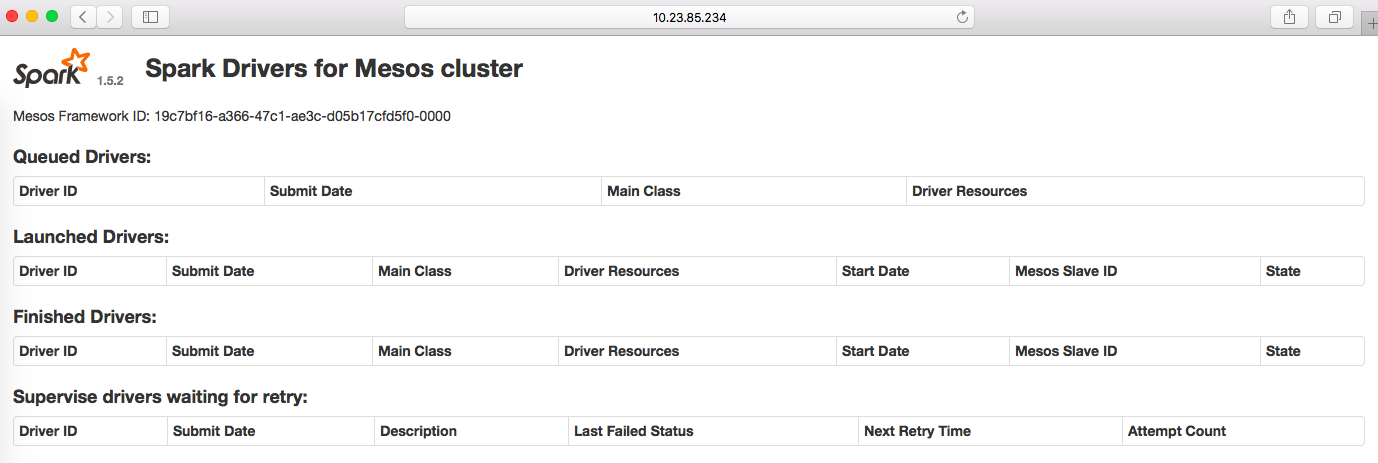 10.23.85.234
Spark 1.5.2 Spark Drivers for Mesos cluster
Mesos Framework ID: 19c7bf16-a366-47c1-ae3c-d05b17cfd5f0-0000
Queued Drivers:
Driver ID Submit Date Main Class Driver Resources
Launched Drivers:
Driver ID Submit Date Main Class Driver Resources Start Date Mesos Slave ID State
Finished Drivers:
Driver ID Submit Date Main Class Driver Resources Start Date Mesos Slave ID State
Supervise drivers waiting for retry:
Driver ID Submit Date Description Last Failed Status Next Retry Time Attempt Count